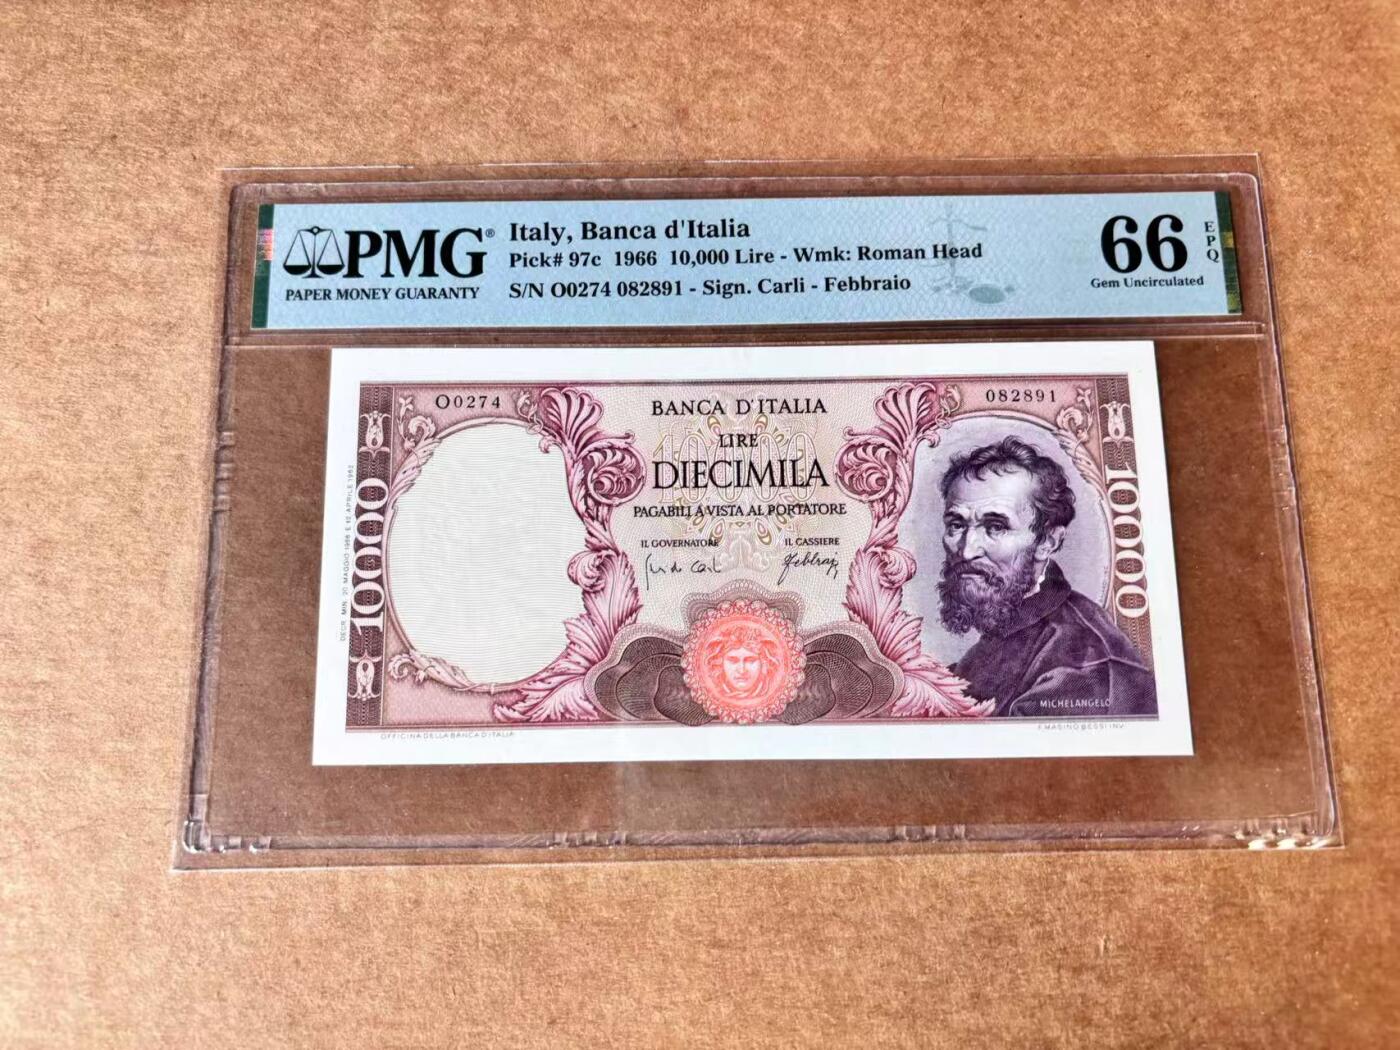 PMG®
PAPER MONEY GUARANTY
Italy, Banca d'Italia
Pick# 97c 1966 10,000 Lire - Wmk: Roman Head
S/N O0274 082891 - Sign. Carli - Febbraio
66
EPQ
Gem Uncirculated
O0274
082891
BANCA D'ITALIA
LIRE
10000
DIECIMILA
PAGABILI A VISTA AL PORTATORE
IL GOVERNATORE
IL CASSIERE
10000
10000
MICHELANGELO
OFFICINA DELLA BANCA D'ITALIA